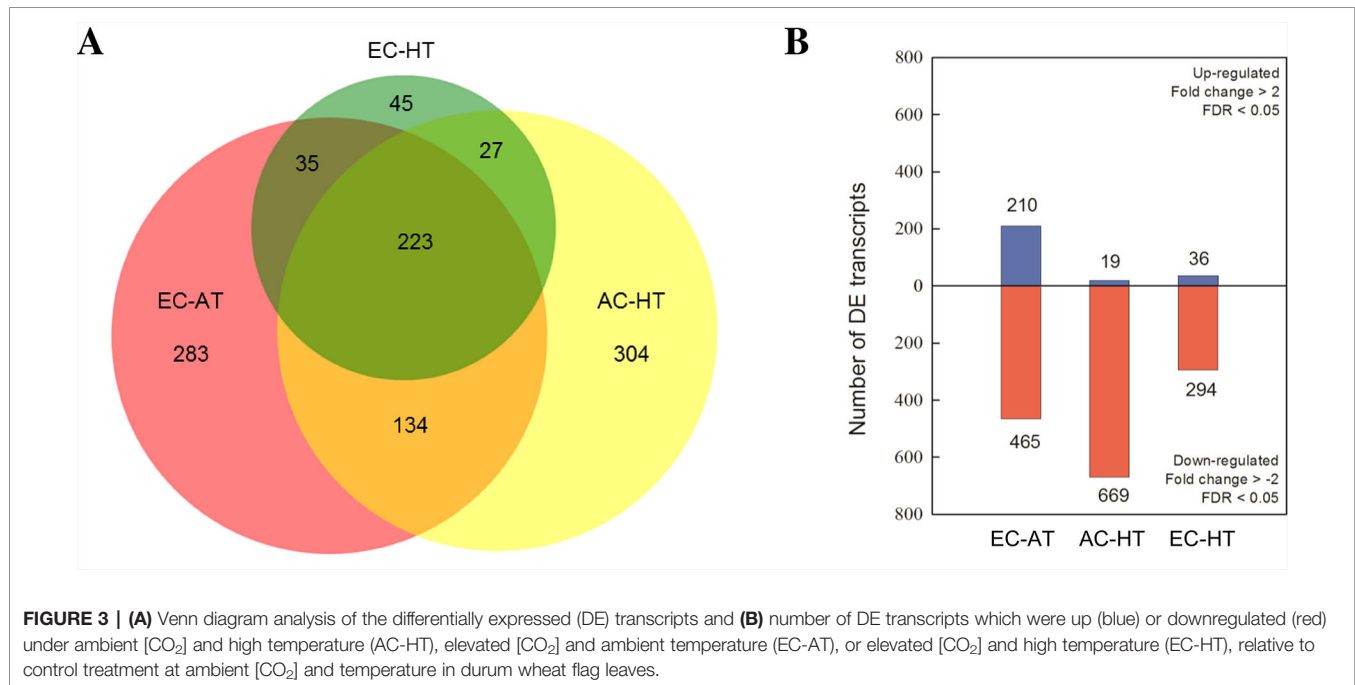 A
EC-HT
45
35
27
223
EC-AT
283
AC-HT
304
134
B
800
600
400
200
0
200
400
600
800
Number of DE transcripts
Up-regulated
Fold change > 2
FDR < 0.05
210
19
36
465
669
294
Down-regulated
Fold change > -2
FDR < 0.05
EC-AT AC-HT EC-HT
FIGURE 3 | (A) Venn diagram analysis of the differentially expressed (DE) transcripts and (B) number of DE transcripts which were up (blue) or downregulated (red)
under ambient [CO₂] and high temperature (AC-HT), elevated [CO₂] and ambient temperature (EC-AT), or elevated [CO₂] and high temperature (EC-HT), relative to
control treatment at ambient [CO₂] and temperature in durum wheat flag leaves.